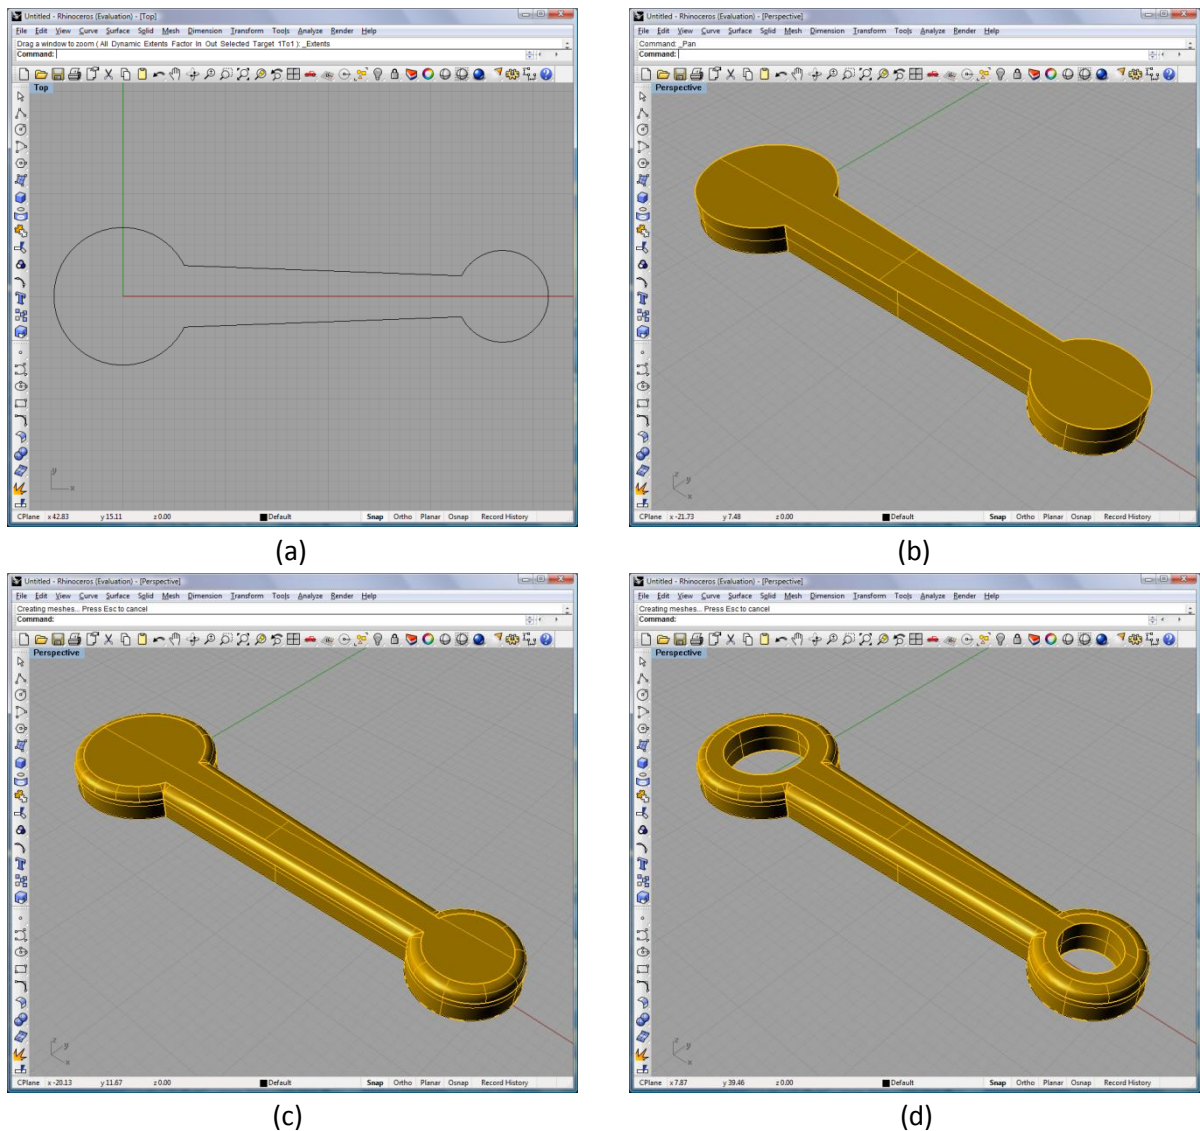 Untitled - Rhinoceros (Evaluation) - [Top]
File Edit View Curve Surface Solid Mesh Dimension Transform Tools Analyze Render Help
Drag a window to zoom ( All Dynamic Extents Factor In Out Selected Target 1To1 ): _Extents
Command:
Top
y
x
CPlane x 42.83 y 15.11 z 0.00 Default Snap Ortho Planar Osnap Record History
(a)
Untitled - Rhinoceros (Evaluation) - [Perspective]
File Edit View Curve Surface Solid Mesh Dimension Transform Tools Analyze Render Help
Command: _Pan
Command:
Perspective
z
y
x
CPlane x -21.73 y 7.48 z 0.00 Default Snap Ortho Planar Osnap Record History
(b)
Untitled - Rhinoceros (Evaluation) - [Perspective]
File Edit View Curve Surface Solid Mesh Dimension Transform Tools Analyze Render Help
Creating meshes... Press Esc to cancel
Command:
Perspective
z
y
x
CPlane x -20.13 y 11.67 z 0.00 Default Snap Ortho Planar Osnap Record History
(c)
Untitled - Rhinoceros (Evaluation) - [Perspective]
File Edit View Curve Surface Solid Mesh Dimension Transform Tools Analyze Render Help
Creating meshes... Press Esc to cancel
Command:
Perspective
z
y
x
CPlane x 7.87 y 39.46 z 0.00 Default Snap Ortho Planar Osnap Record History
(d)